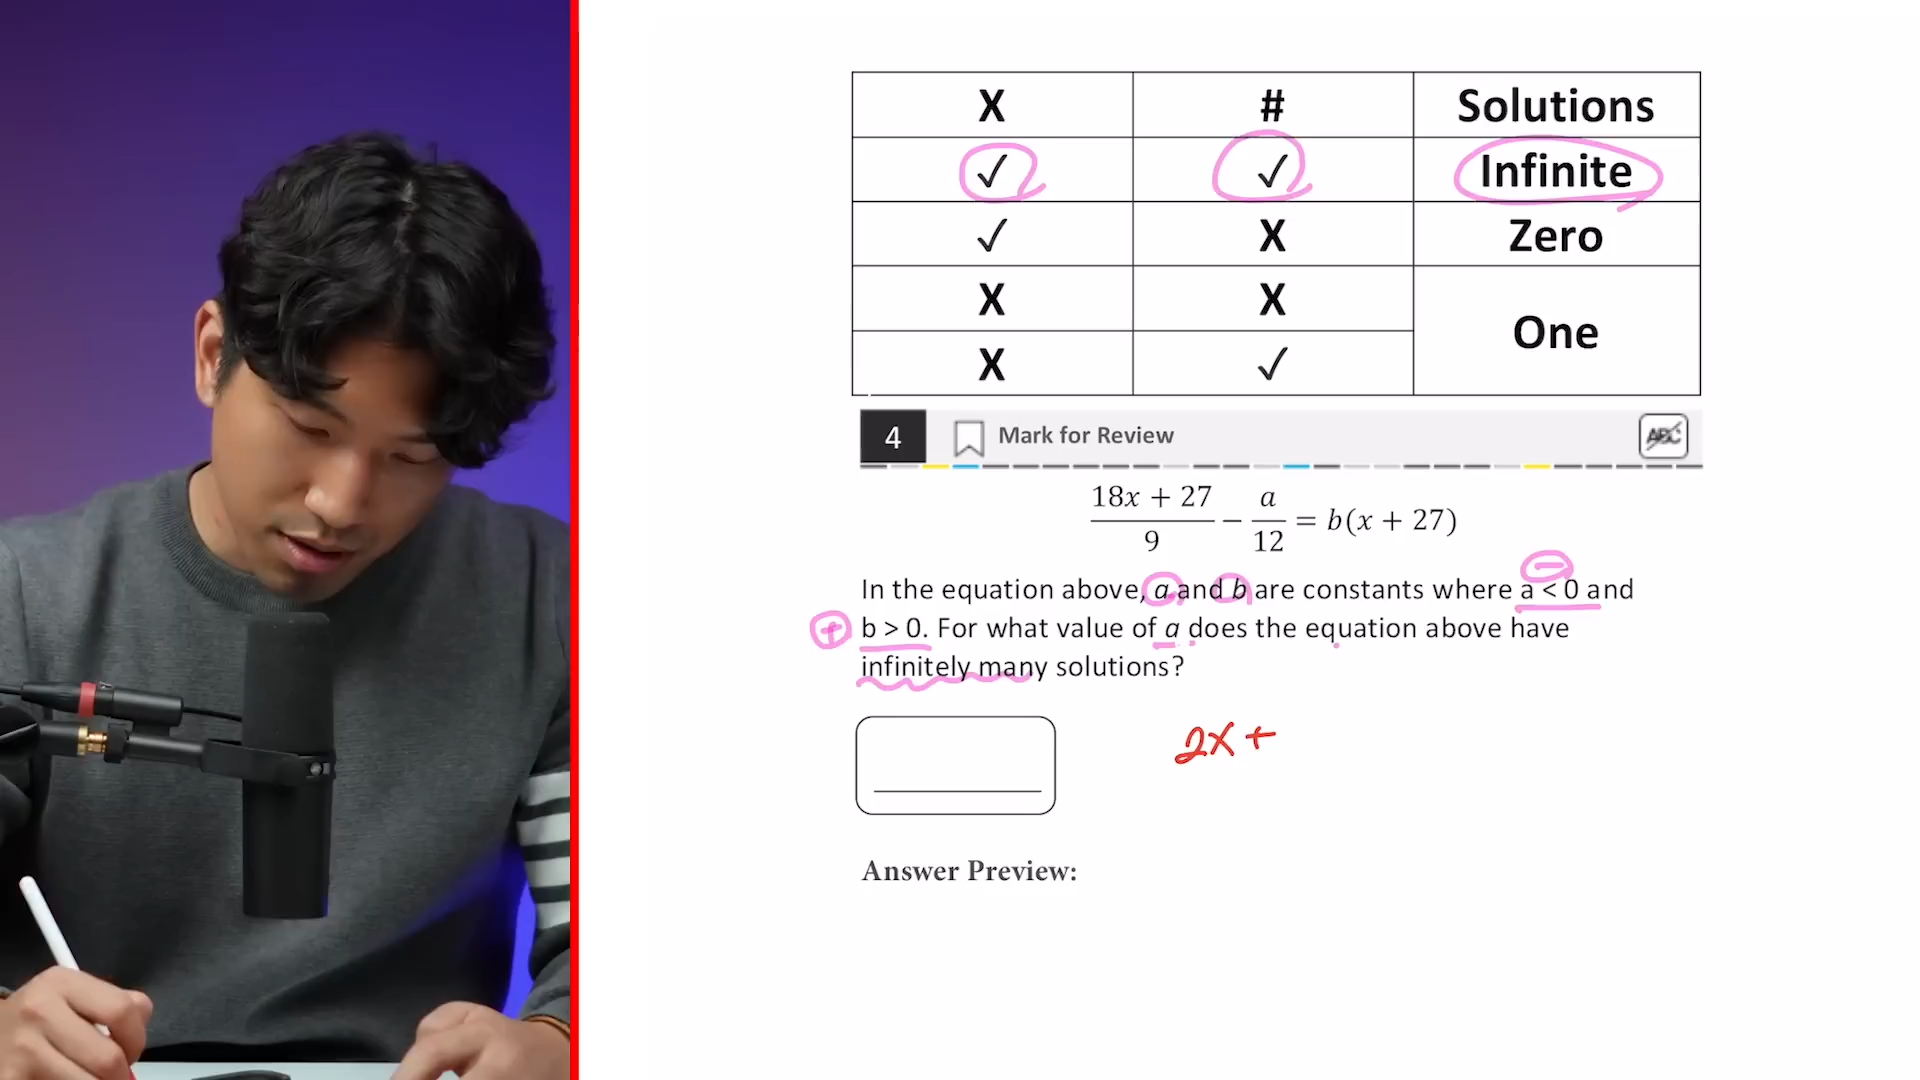 X # Solutions
✓ ✓ Infinite
✓ X Zero
X X One
X ✓
4 Mark for Review ABC
(18x + 27)/9 − a/12 = b(x + 27)
−
In the equation above, a and b are constants where a < 0 and
+ b > 0. For what value of a does the equation above have
infinitely many solutions?
2x +
Answer Preview: